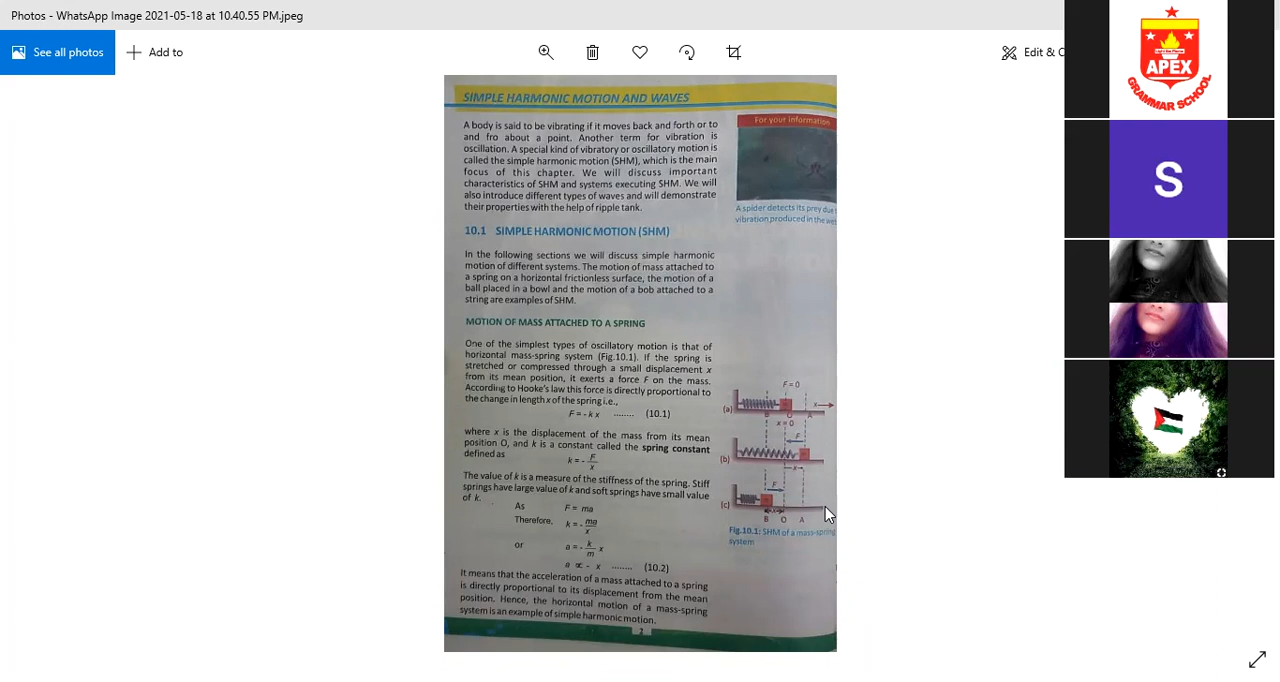 Photos - WhatsApp Image 2021-05-18 at 10.40.55 PM.jpeg
See all photos
Add to
Edit & C
SIMPLE HARMONIC MOTION AND WAVES
A body is said to be vibrating if it moves back and forth or to
and fro about a point. Another term for vibration is
oscillation. A special kind of vibratory or oscillatory motion is
called the simple harmonic motion (SHM), which is the main
focus of this chapter. We will discuss important
characteristics of SHM and systems executing SHM. We will
also introduce different types of waves and will demonstrate
their properties with the help of ripple tank.
For your information
A spider detects its prey due
vibration produced in the
10.1 SIMPLE HARMONIC MOTION (SHM)
In the following sections we will discuss simple harmonic
motion of different systems. The motion of mass attached to
a spring on a horizontal frictionless surface, the motion of a
ball placed in a bowl and the motion of a bob attached to a
string are examples of SHM.
MOTION OF MASS ATTACHED TO A SPRING
One of the simplest types of oscillatory motion is that of
horizontal mass-spring system (Fig.10.1). If the spring is
stretched or compressed through a small displacement x
from its mean position, it exerts a force F on the mass.
According to Hooke's law this force is directly proportional to
the change in length x of the spring i.e.,
F = - k x ........ (10.1)
where x is the displacement of the mass from its mean
position O, and k is a constant called the spring constant
defined as
k = - F/x
The value of k is a measure of the stiffness of the spring. Stiff
springs have large value of k and soft springs have small value
of k.
As F = ma
Therefore, k = - ma/x
or a = - k/m x
a ∝ - x ........ (10.2)
It means that the acceleration of a mass attached to a spring
is directly proportional to its displacement from the mean
position. Hence, the horizontal motion of a mass-spring
system is an example of simple harmonic motion.
2
F = 0
(a)
x
B O A
x = 0
F
(b)
x
F
(c)
x
B O A
Fig.10.1: SHM of a mass-spring
system
APEX
GRAMMAR SCHOOL
S